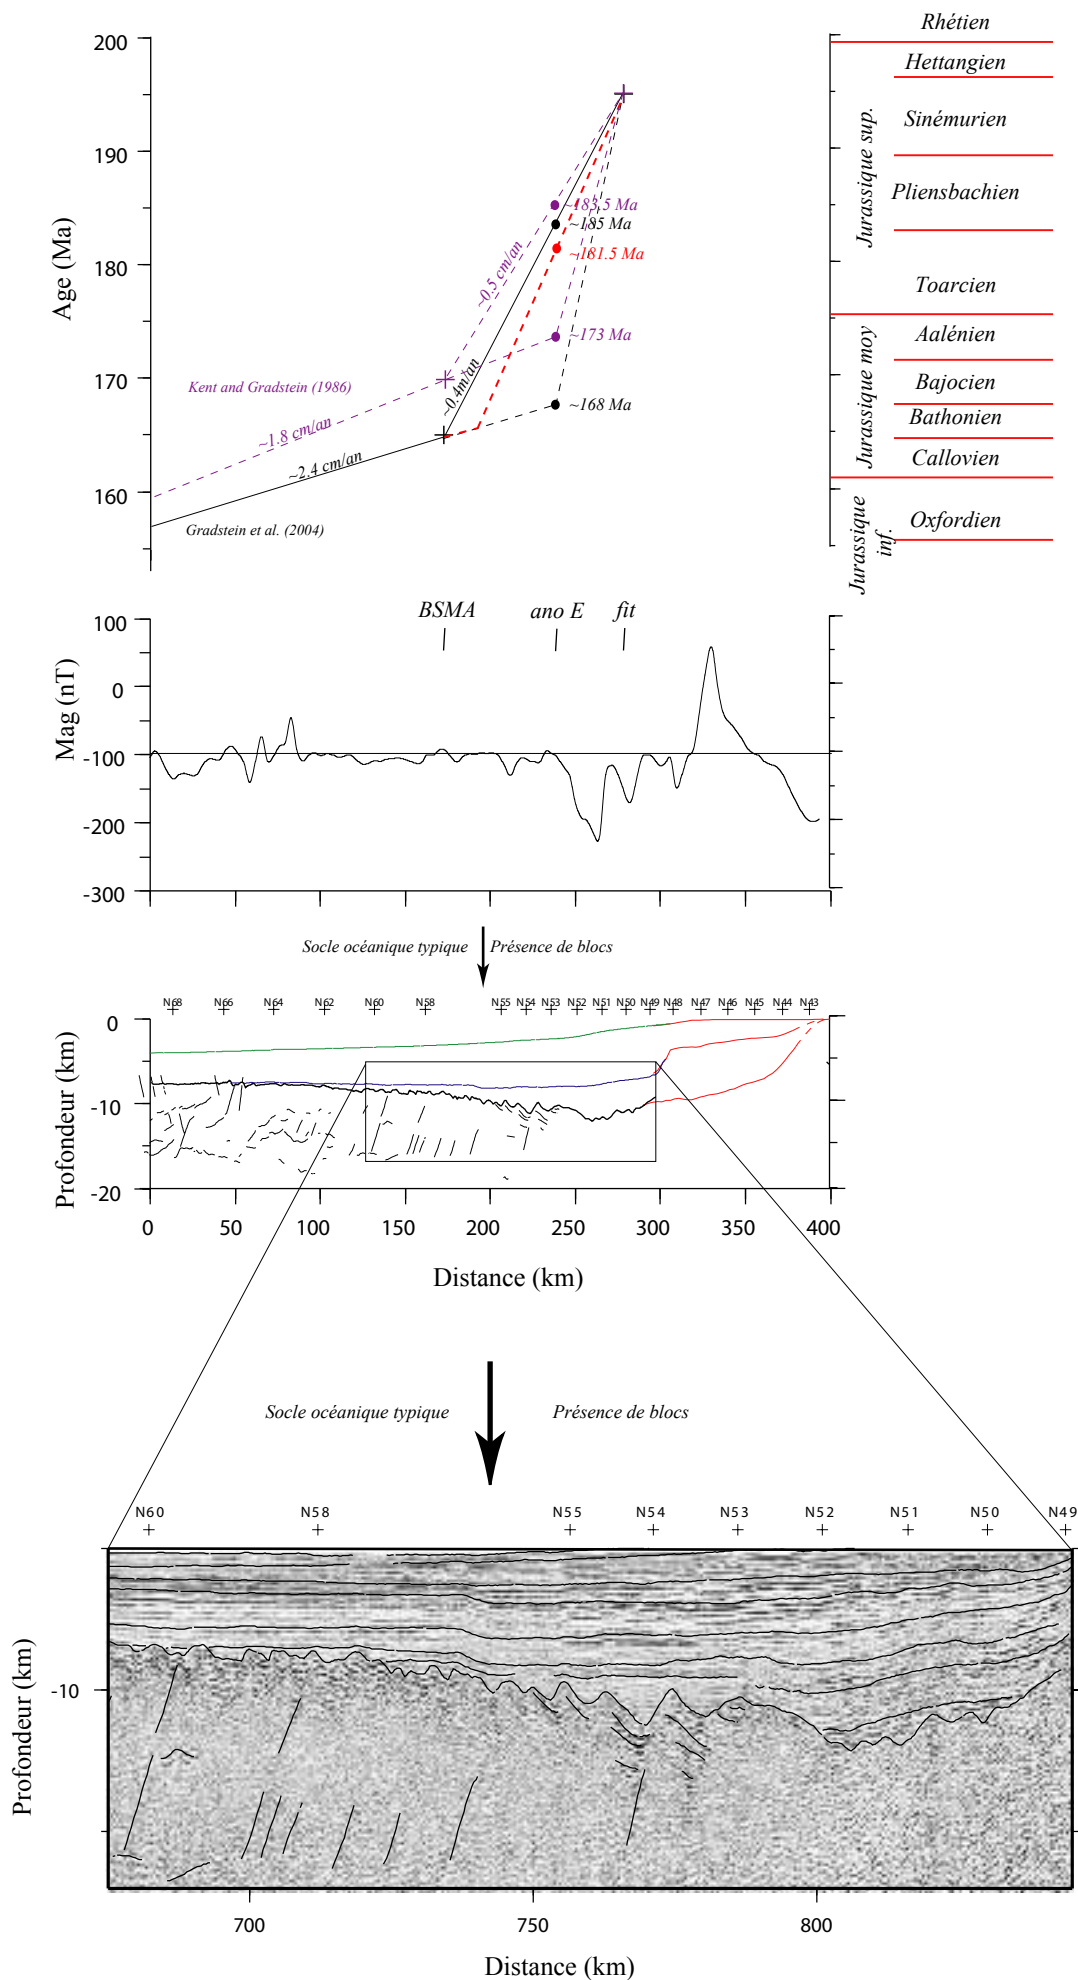 Rhétien
200
Hettangien
Sinémurien
190
Jurassique sup.
Pliensbachien
~183.5 Ma
~185 Ma
~181.5 Ma
~0.5 cm/an
Age (Ma)
180
Toarcien
~173 Ma
Aalénien
170
Kent and Gradstein (1986)
~0.4m/an
Bajocien
~168 Ma
Jurassique moy
Bathonien
~1.8 cm/an
~2.4 cm/an
Callovien
160
Gradstein et al. (2004)
Jurassique
inf.
Oxfordien
BSMA ano E fit
100
0
Mag (nT)
-100
-200
-300
Socle océanique typique Présence de blocs
N68 N66 N64 N62 N60 N58 N55 N54 N53 N52 N51 N50 N49 N48 N47 N46 N45 N44 N43
0
Profondeur (km)
-10
-20
0 50 100 150 200 250 300 350 400
Distance (km)
Socle océanique typique Présence de blocs
N60 N58 N55 N54 N53 N52 N51 N50 N49
Profondeur (km)
-10
700 750 800
Distance (km)